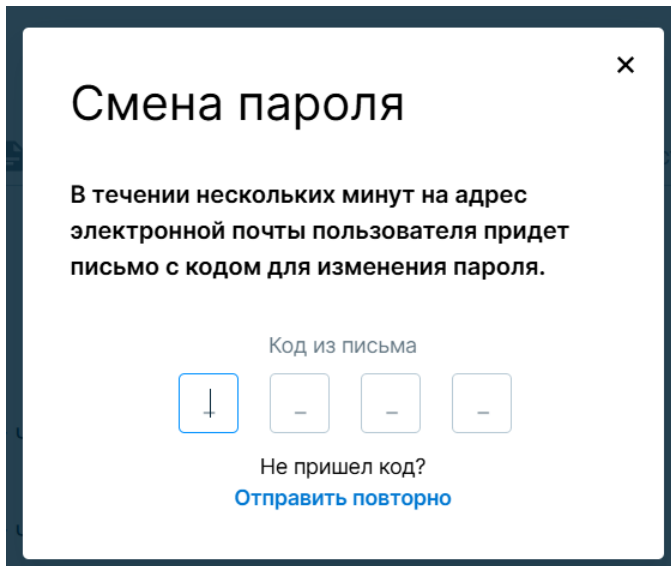 Смена пароля
В течении нескольких минут на адрес
электронной почты пользователя придет
письмо с кодом для изменения пароля.
Код из письма
_ _ _ _
Не пришел код?
Отправить повторно